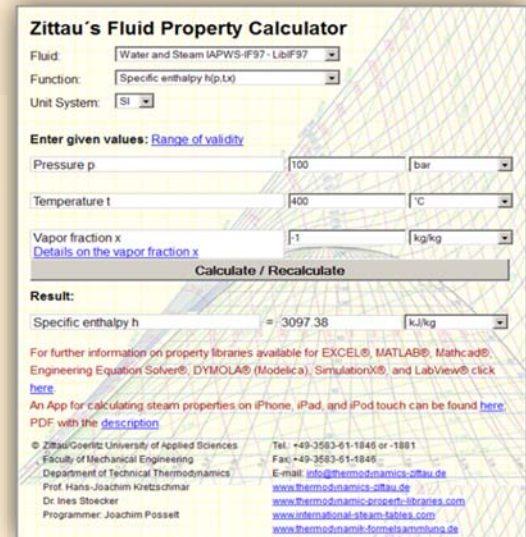 Zittau´s Fluid Property Calculator
Fluid: Water and Steam IAPWS-IF97 - LibIF97
Function: Specific enthalpy h(p,t,x)
Unit System: SI
Enter given values: Range of validity
Pressure p 100 bar
Temperature t 400 °C
Vapor fraction x -1 kg/kg
Details on the vapor fraction x
Calculate / Recalculate
Result:
Specific enthalpy h = 3097.38 kJ/kg
For further information on property libraries available for EXCEL®, MATLAB®, Mathcad®,
Engineering Equation Solver®, DYMOLA® (Modelica), SimulationX®, and LabView® click
here.
An App for calculating steam properties on iPhone, iPad, and iPod touch can be found here;
PDF with the description.
© Zittau/Goerlitz University of Applied Sciences Tel.: +49-3583-61-1846 or -1881
Faculty of Mechanical Engineering Fax: +49-3583-61-1846
Department of Technical Thermodynamics E-mail: info@thermodynamics-zittau.de
Prof. Hans-Joachim Kretzschmar www.thermodynamics-zittau.de
Dr. Ines Stoecker www.thermodynamic-property-libraries.com
Programmer: Joachim Posselt www.international-steam-tables.com
www.thermodynamik-formelsammlung.de